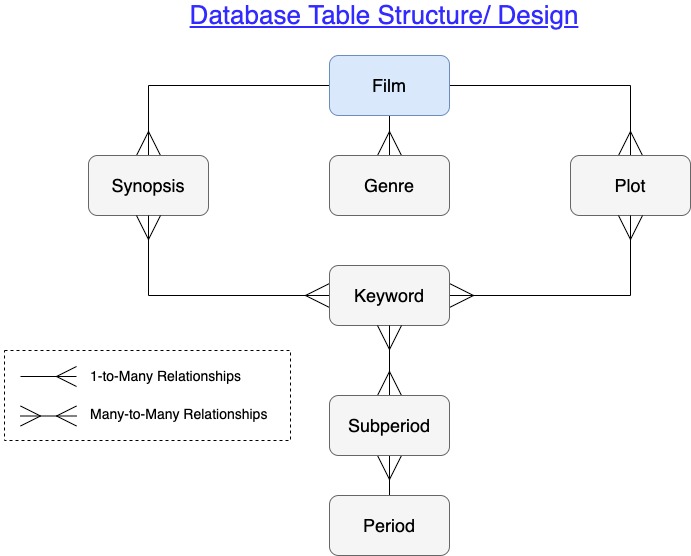 Database Table Structure/ Design
Film
Synopsis
Genre
Plot
Keyword
1-to-Many Relationships
Many-to-Many Relationships
Subperiod
Period